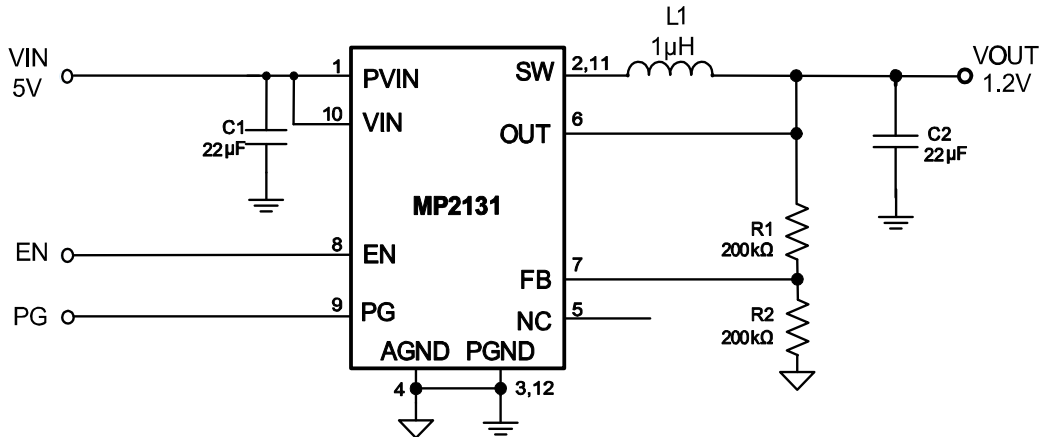 L1
1µH
VIN
5V
1
PVIN
SW
2,11
VOUT
1.2V
10
VIN
C1
22µF
OUT
6
C2
22µF
MP2131
R1
200kΩ
EN
8
EN
FB
7
PG
9
PG
NC
5
R2
200kΩ
AGND
PGND
4
3,12